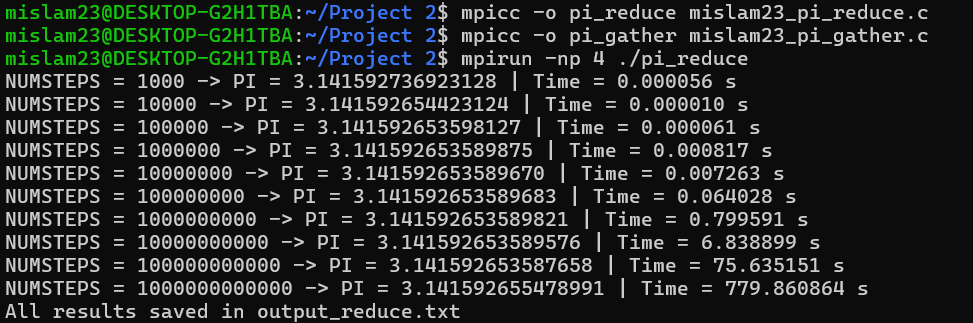 mislam23@DESKTOP-G2H1TBA:~/Project 2$ mpicc -o pi_reduce mislam23_pi_reduce.c
mislam23@DESKTOP-G2H1TBA:~/Project 2$ mpicc -o pi_gather mislam23_pi_gather.c
mislam23@DESKTOP-G2H1TBA:~/Project 2$ mpirun -np 4 ./pi_reduce
NUMSTEPS = 1000 -> PI = 3.141592736923128 | Time = 0.000056 s
NUMSTEPS = 10000 -> PI = 3.141592654423124 | Time = 0.000010 s
NUMSTEPS = 100000 -> PI = 3.141592653598127 | Time = 0.000061 s
NUMSTEPS = 1000000 -> PI = 3.141592653589875 | Time = 0.000817 s
NUMSTEPS = 10000000 -> PI = 3.141592653589670 | Time = 0.007263 s
NUMSTEPS = 100000000 -> PI = 3.141592653589683 | Time = 0.064028 s
NUMSTEPS = 1000000000 -> PI = 3.141592653589821 | Time = 0.799591 s
NUMSTEPS = 10000000000 -> PI = 3.141592653589576 | Time = 6.838899 s
NUMSTEPS = 100000000000 -> PI = 3.141592653587658 | Time = 75.635151 s
NUMSTEPS = 1000000000000 -> PI = 3.141592655478991 | Time = 779.860864 s
All results saved in output_reduce.txt